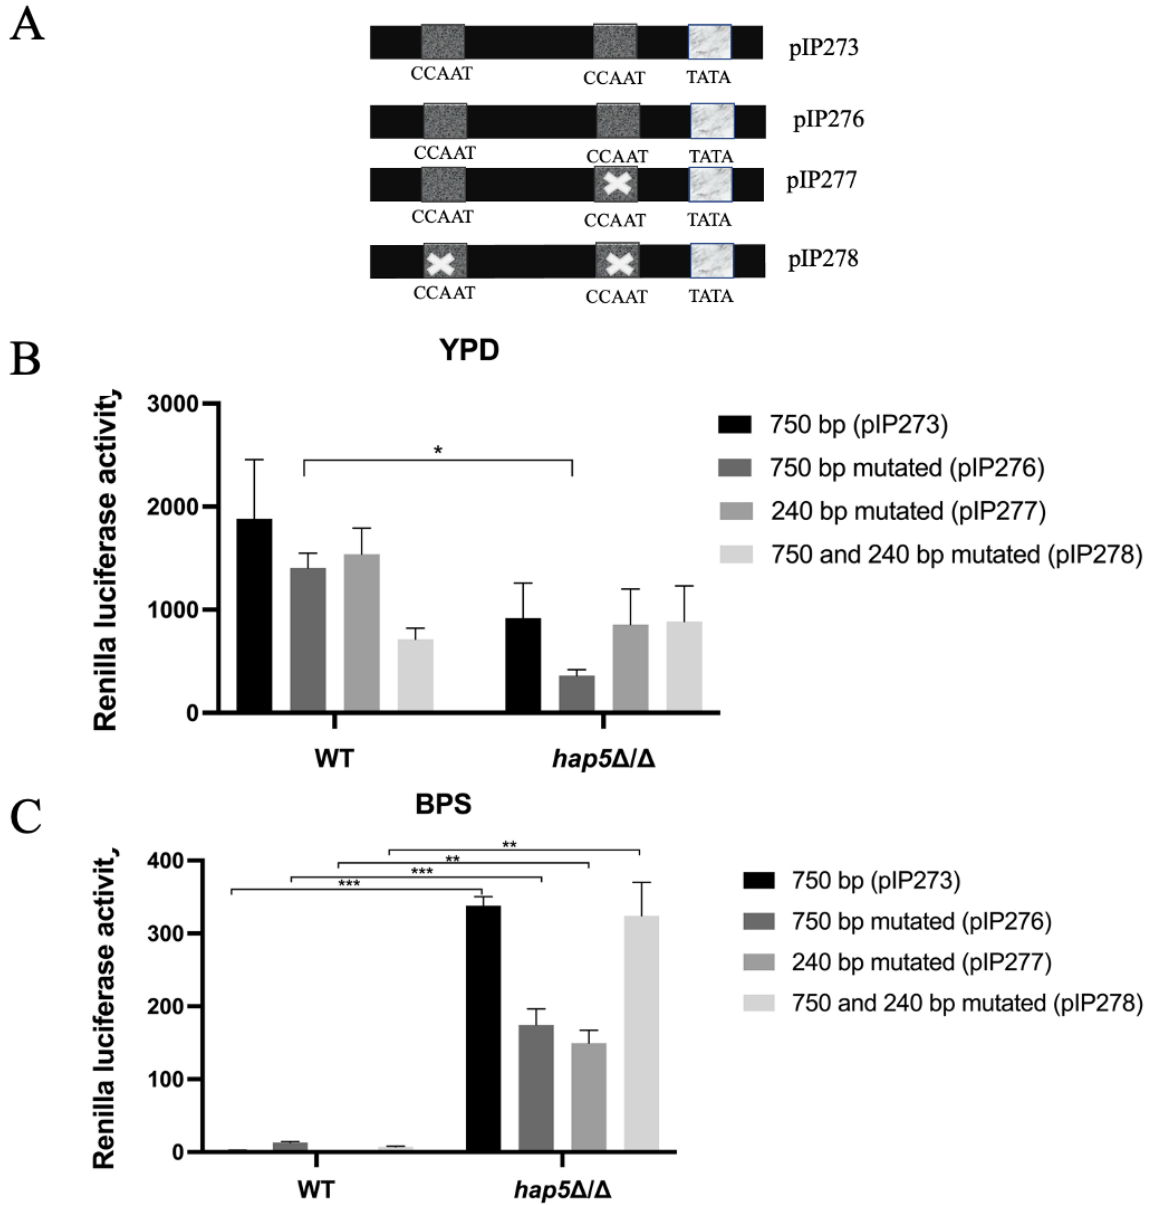 A
CCAAT CCAAT TATA pIP273
CCAAT CCAAT TATA pIP276
CCAAT CCAAT TATA pIP277
CCAAT CCAAT TATA pIP278
B
YPD
Renilla luciferase activity
3000
2000
1000
0
*
WT hap5Δ/Δ
750 bp (pIP273)
750 bp mutated (pIP276)
240 bp mutated (pIP277)
750 and 240 bp mutated (pIP278)
C
BPS
Renilla luciferase activity
400
300
200
100
0
**
**
***
***
WT hap5Δ/Δ
750 bp (pIP273)
750 bp mutated (pIP276)
240 bp mutated (pIP277)
750 and 240 bp mutated (pIP278)